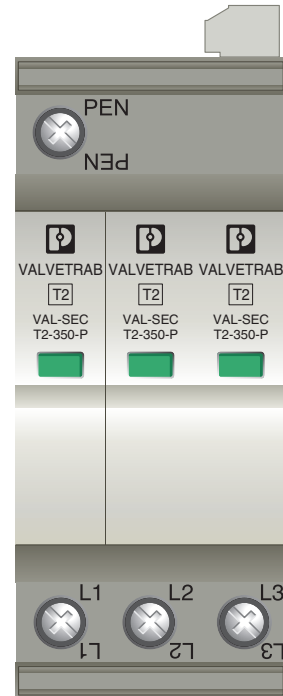 PEN
PEN
VALVETRAB VALVETRAB VALVETRAB
T2 T2 T2
VAL-SEC VAL-SEC VAL-SEC
T2-350-P T2-350-P T2-350-P
L1 L2 L3
L1 L2 L3